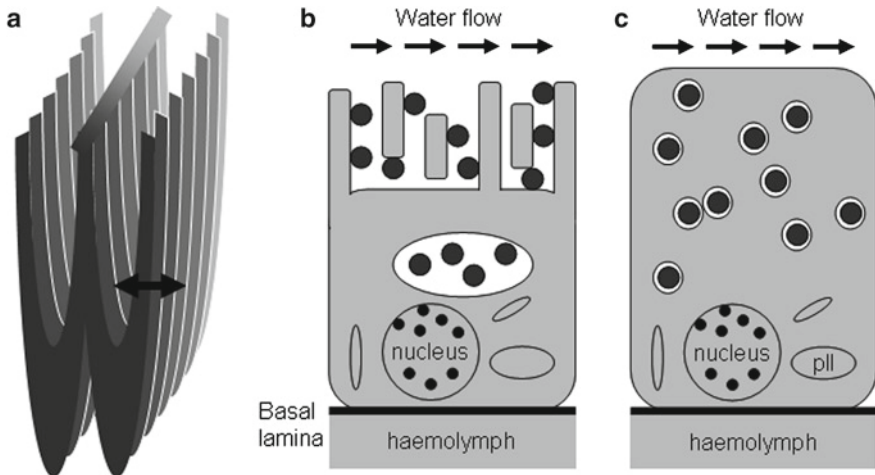 a
b
Water flow
nucleus
Basal
lamina
haemolymph
c
Water flow
nucleus
pll
haemolymph